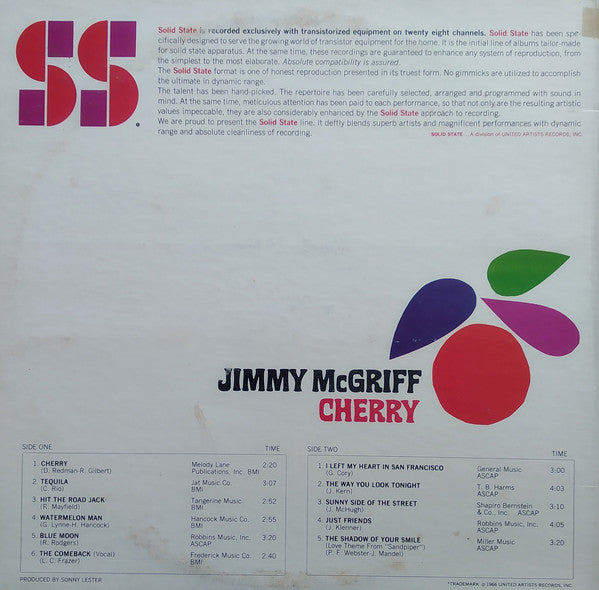 SS.
Solid State is recorded exclusively with transistorized equipment on twenty eight channels. Solid State has been spe-
cifically designed to serve the growing world of transistor equipment for the home. It is the initial line of albums tailor-made
for solid state apparatus. At the same time, these recordings are guaranteed to enhance any system of reproduction, from
the simplest to the most elaborate. Absolute compatibility is assured.
The Solid State format is one of honest reproduction presented in its truest form. No gimmicks are utilized to accomplish
the ultimate in dynamic range.
The talent has been hand-picked. The repertoire has been carefully selected, arranged and programmed with sound in
mind. At the same time, meticulous attention has been paid to each performance, so that not only are the resulting artistic
values impeccable, they are also considerably enhanced by the Solid State approach to recording.
We are proud to present the Solid State line. It deftly blends superb artists and magnificent performances with dynamic
range and absolute cleanliness of recording.
SOLID STATE...A division of UNITED ARTISTS RECORDS, INC.
JIMMY McGRIFF
CHERRY
SIDE ONE TIME
1. CHERRY Melody Lane 2:20
(D. Redman-R. Gilbert) Publications, Inc. BMI
2. TEQUILA Jat Music Co. 3:07
(C. Rio) BMI
3. HIT THE ROAD JACK Tangerine Music 2:52
(R. Mayfield) BMI
4. WATERMELON MAN Hancock Music Co. 2:55
(G. Lynne-H. Hancock) BMI
5. BLUE MOON Robbins Music, Inc. 3:20
(R. Rodgers) ASCAP
6. THE COMEBACK (Vocal) Frederick Music Co. 2:40
(L. C. Frazer) BMI
PRODUCED BY SONNY LESTER
SIDE TWO TIME
1. I LEFT MY HEART IN SAN FRANCISCO General Music 3:00
(G. Cory) ASCAP
2. THE WAY YOU LOOK TONIGHT T. B. Harms 4:03
(J. Kern) ASCAP
3. SUNNY SIDE OF THE STREET Shapiro Bernstein 3:10
(J. McHugh) & Co., Inc. ASCAP
4. JUST FRIENDS Robbins Music, Inc. 4:05
(J. Klenner) ASCAP
5. THE SHADOW OF YOUR SMILE Miller Music 3:20
(Love Theme From "Sandpiper") ASCAP
(P. F. Webster-J. Mandel)
*TRADEMARK p 1966 UNITED ARTISTS RECORDS, INC.